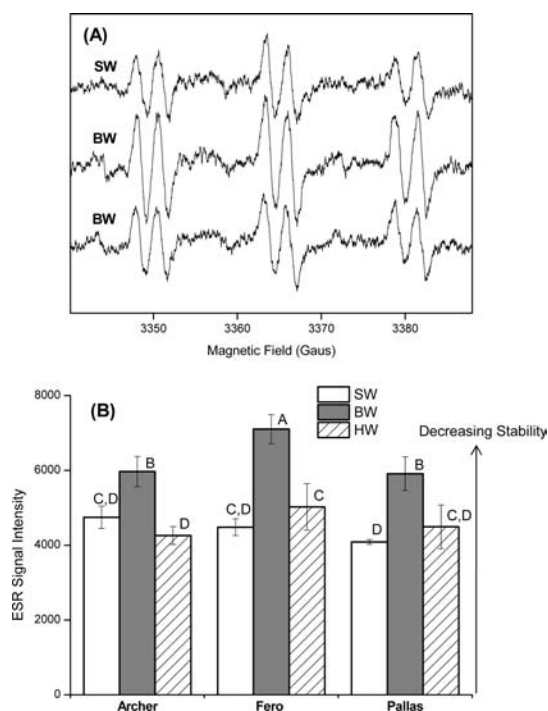 (A)
SW
BW
BW
3350 3360 3370 3380
Magnetic Field (Gaus)
(B)
SW
BW
HW
Decreasing Stability
8000
6000
4000
2000
0
ESR Signal Intensity
C,D B D
C,D A C
D B C,D
Archer Fero Pallas